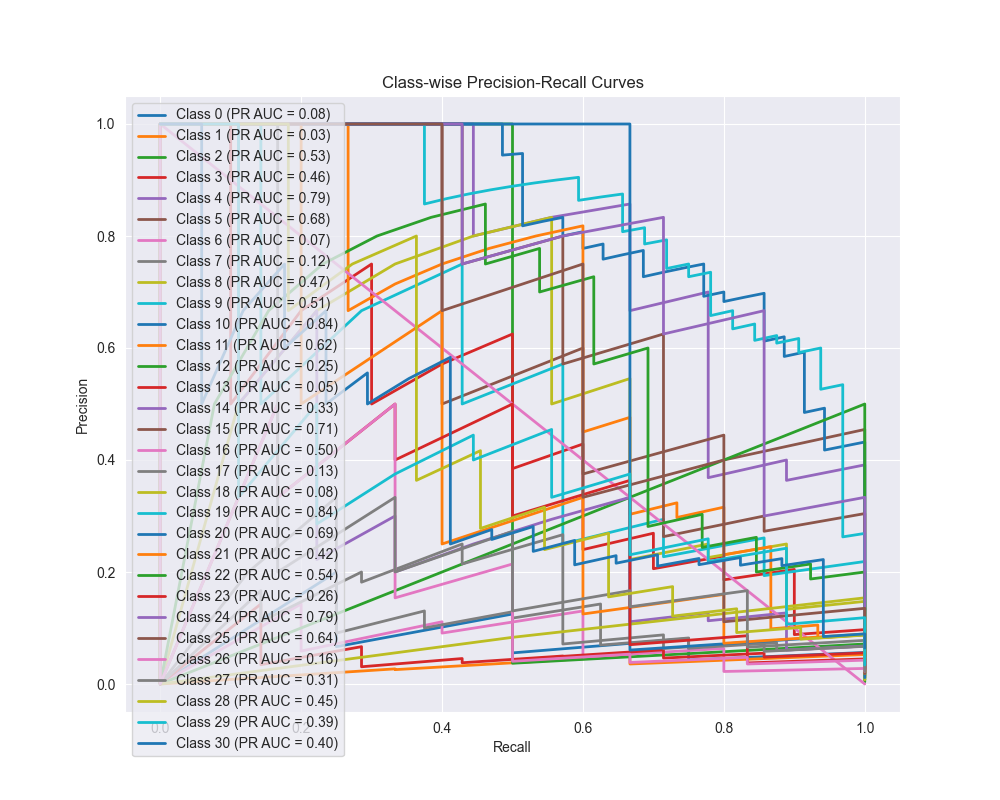 Class-wise Precision-Recall Curves
1.0
0.8
0.6
0.4
0.2
0.0
Precision
Class 0 (PR AUC = 0.08)
Class 1 (PR AUC = 0.03)
Class 2 (PR AUC = 0.53)
Class 3 (PR AUC = 0.46)
Class 4 (PR AUC = 0.79)
Class 5 (PR AUC = 0.68)
Class 6 (PR AUC = 0.07)
Class 7 (PR AUC = 0.12)
Class 8 (PR AUC = 0.47)
Class 9 (PR AUC = 0.51)
Class 10 (PR AUC = 0.84)
Class 11 (PR AUC = 0.62)
Class 12 (PR AUC = 0.25)
Class 13 (PR AUC = 0.05)
Class 14 (PR AUC = 0.33)
Class 15 (PR AUC = 0.71)
Class 16 (PR AUC = 0.50)
Class 17 (PR AUC = 0.13)
Class 18 (PR AUC = 0.08)
Class 19 (PR AUC = 0.84)
Class 20 (PR AUC = 0.69)
Class 21 (PR AUC = 0.42)
Class 22 (PR AUC = 0.54)
Class 23 (PR AUC = 0.26)
Class 24 (PR AUC = 0.79)
Class 25 (PR AUC = 0.64)
Class 26 (PR AUC = 0.16)
Class 27 (PR AUC = 0.31)
Class 28 (PR AUC = 0.45)
Class 29 (PR AUC = 0.39)
Class 30 (PR AUC = 0.40)
0.0 0.2 0.4 0.6 0.8 1.0
Recall